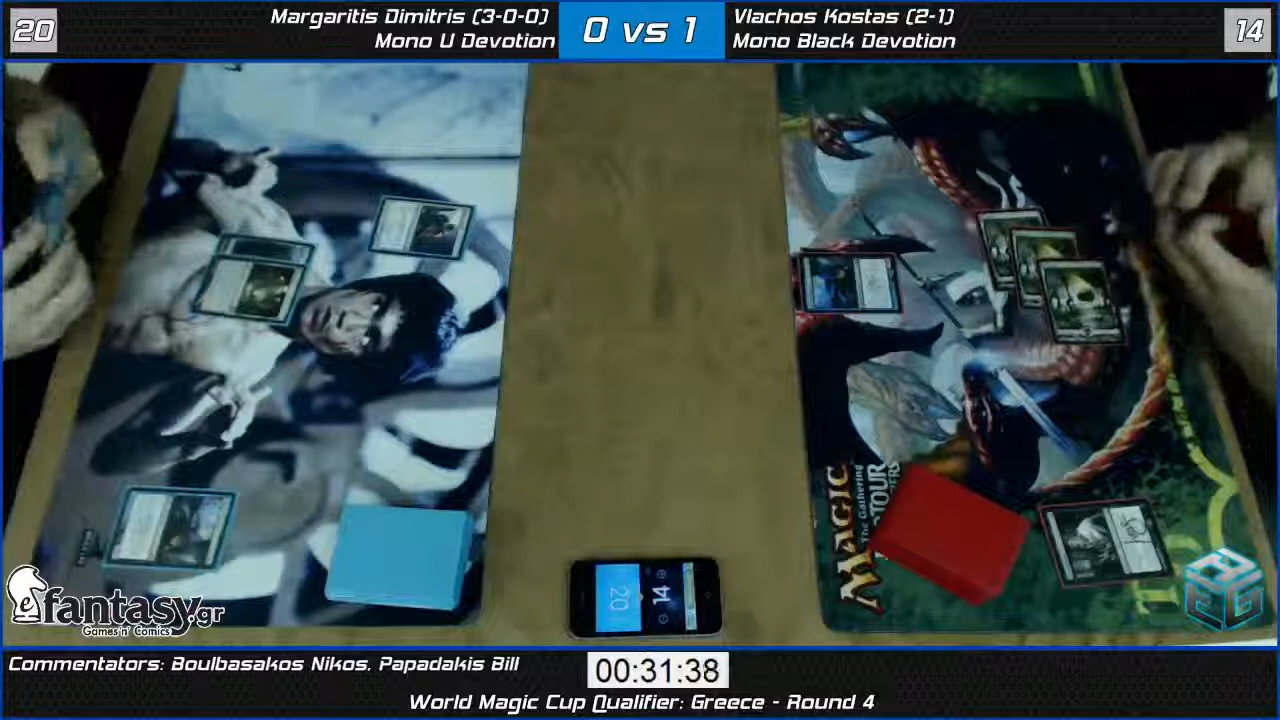 20
Margaritis Dimitris (3-0-0)
Mono U Devotion
0 vs 1
Vlachos Kostas (2-1)
Mono Black Devotion
14
MAGIC
The Gathering
20
14
efantasy.gr
Games 'n' Comics
Commentators: Boulbasakos Nikos, Papadakis Bill
00:31:38
World Magic Cup Qualifier: Greece - Round 4